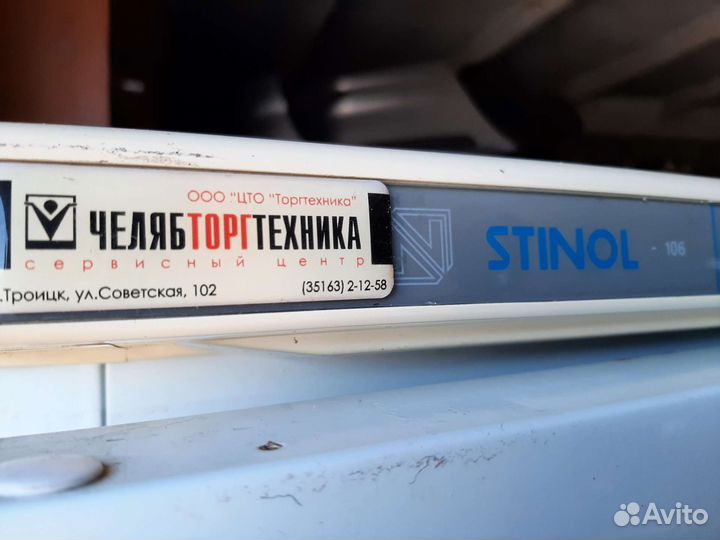 ООО "ЦТО "Торгтехника"
ЧЕЛЯБТОРГТЕХНИКА
сервисный центр
.Троицк, ул.Советская, 102 (35163) 2-12-58
STINOL - 106
Avito